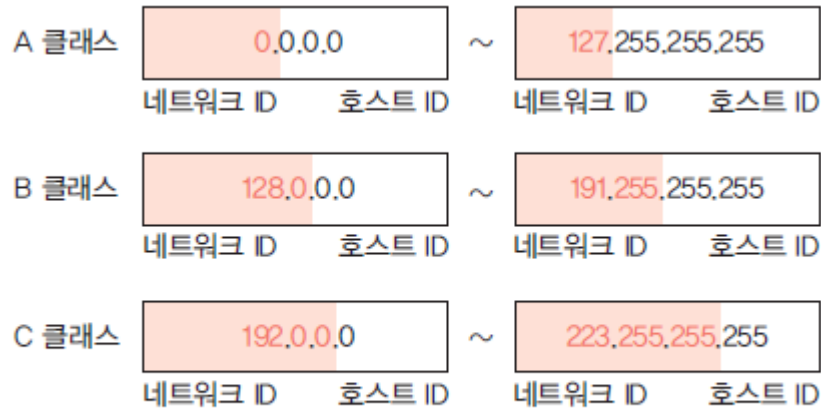 A 클래스 0.0.0.0 ~ 127.255.255.255
네트워크 ID 호스트 ID 네트워크 ID 호스트 ID
B 클래스 128.0.0.0 ~ 191.255.255.255
네트워크 ID 호스트 ID 네트워크 ID 호스트 ID
C 클래스 192.0.0.0 ~ 223.255.255.255
네트워크 ID 호스트 ID 네트워크 ID 호스트 ID